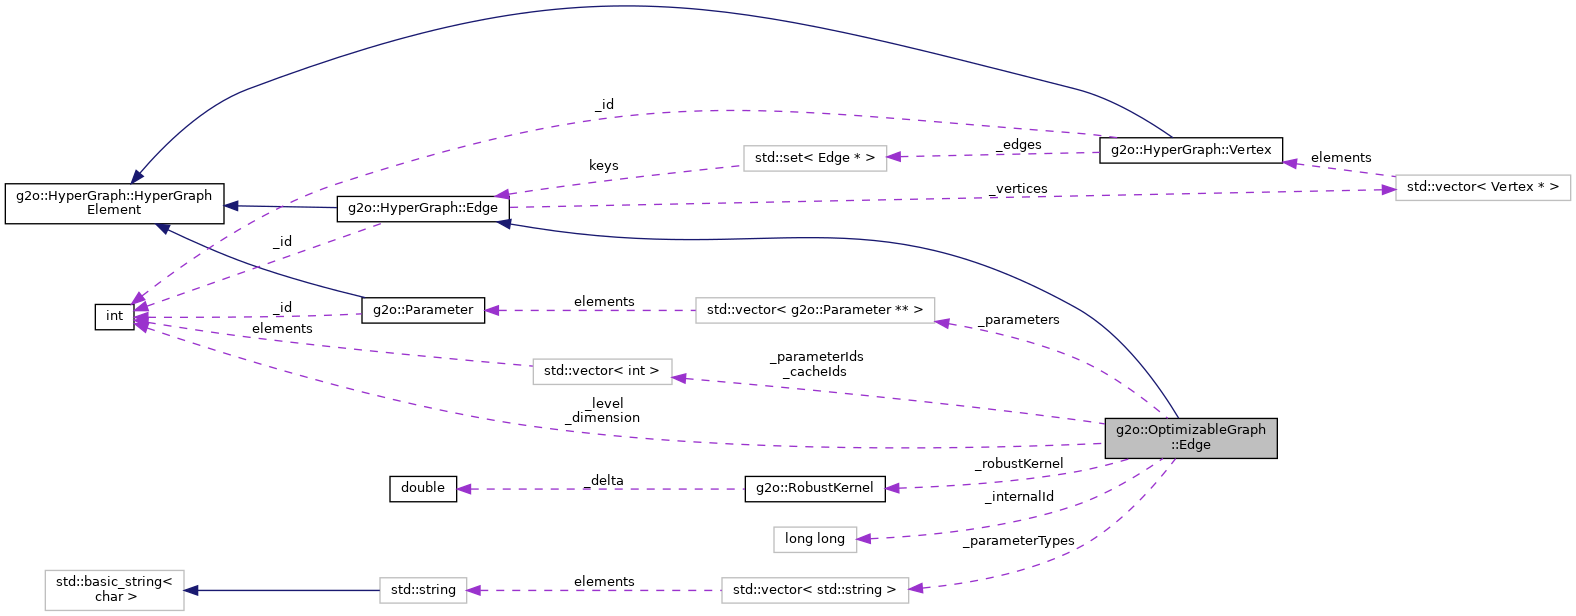 _id
g2o::HyperGraph::Vertex
_edges
std::set< Edge * >
elements
keys
std::vector< Vertex * >
_vertices
g2o::HyperGraph::HyperGraph
Element
g2o::HyperGraph::Edge
_id
_id
elements
int
g2o::Parameter
elements
std::vector< g2o::Parameter ** >
_parameters
std::vector< int >
_parameterIds
_cacheIds
_level
_dimension
g2o::OptimizableGraph
::Edge
_robustKernel
double
_delta
g2o::RobustKernel
_internalId
long long
_parameterTypes
std::basic_string<
char >
std::string
elements
std::vector< std::string >